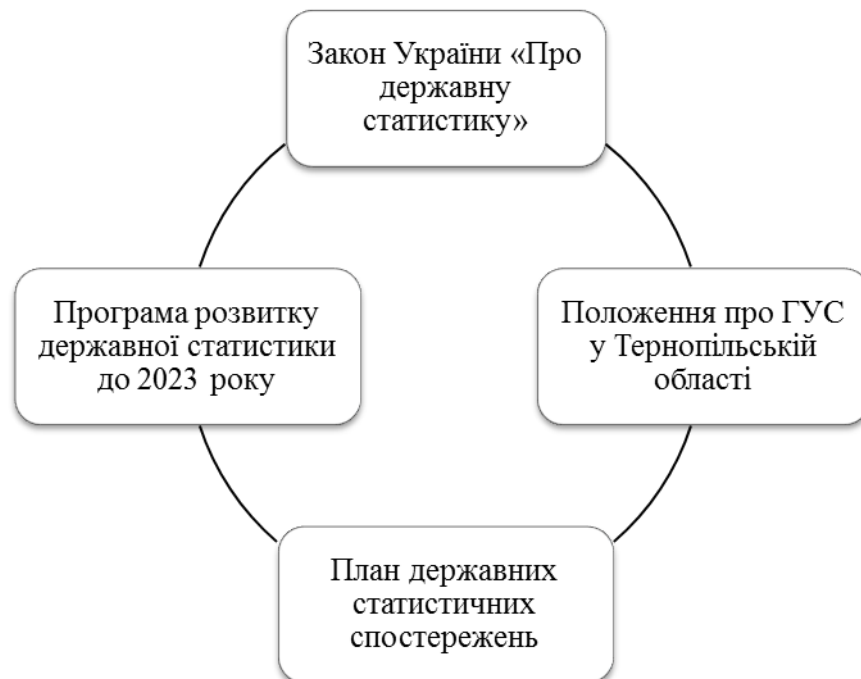 Закон України «Про
державну
статистику»
Програма розвитку
державної статистики
до 2023 року
Положення про ГУС
у Тернопільській
області
План державних
статистичних
спостережень